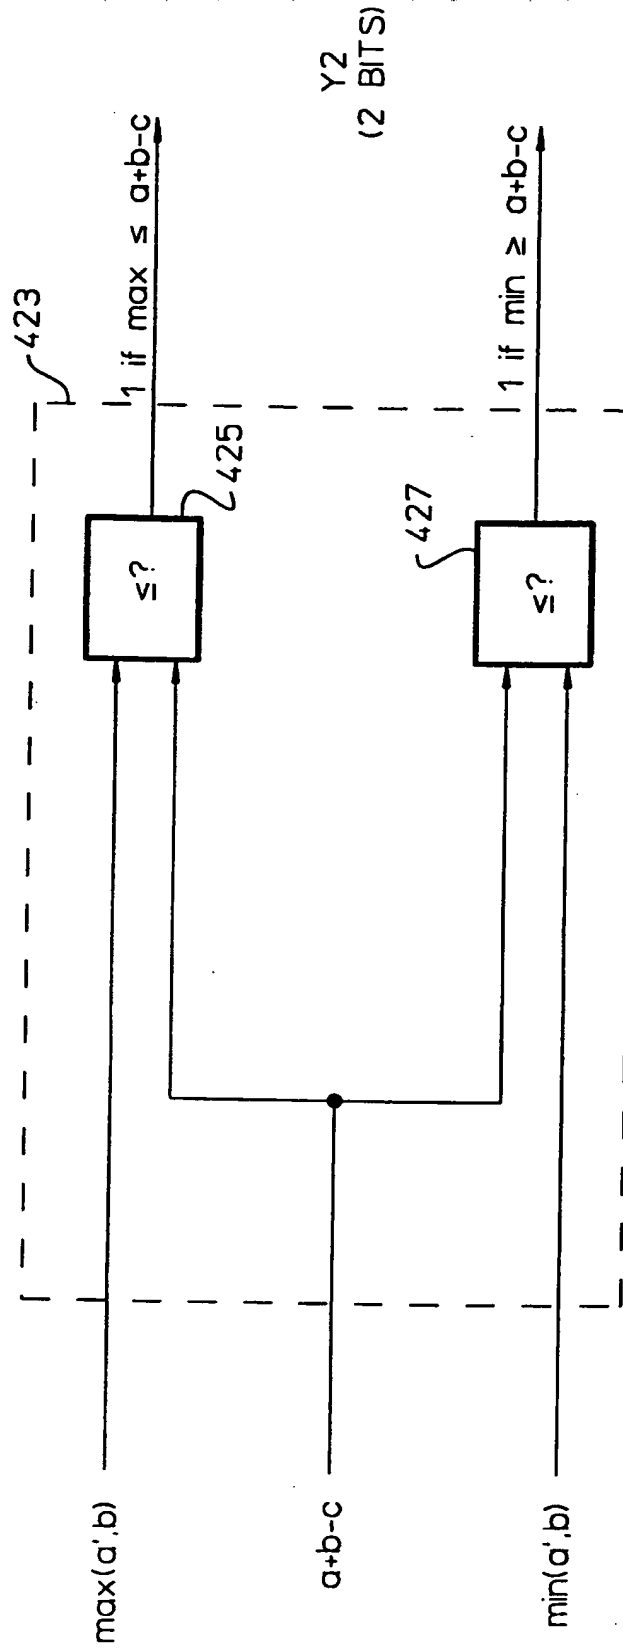 max(a',b)
a+b-c
min(a',b)
≤?
≤?
423
425
427
1 if max ≤ a+b-c
1 if min ≥ a+b-c
Y2
(2 BITS)